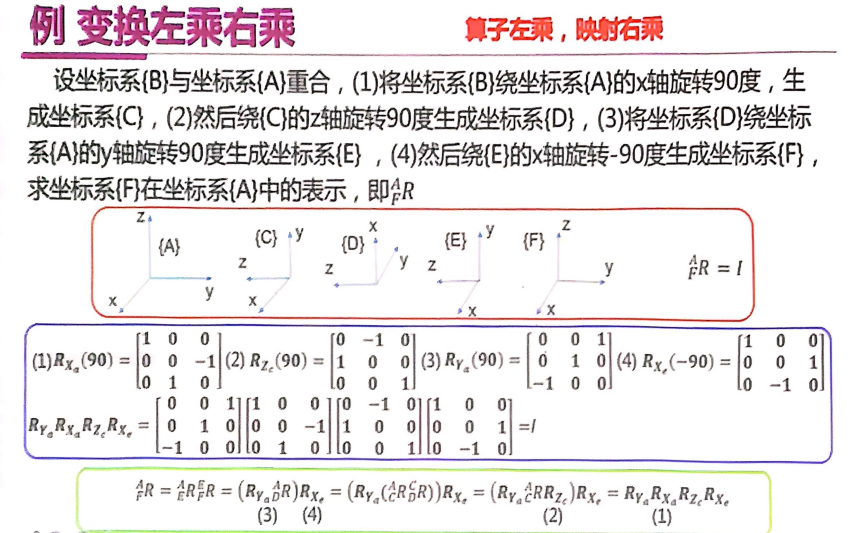 例 变换左乘右乘
算子左乘，映射右乘
设坐标系{B}与坐标系{A}重合，(1)将坐标系{B}绕坐标系{A}的x轴旋转90度，生
成坐标系{C}，(2)然后绕{C}的z轴旋转90度生成坐标系{D}，(3)将坐标系{D}绕坐标
系{A}的y轴旋转90度生成坐标系{E}，(4)然后绕{E}的x轴旋转-90度生成坐标系{F}，
求坐标系{F}在坐标系{A}中的表示，即 ᴬ_F R
z {A} y x
{C} y z x
{D} x y z
{E} y z x
{F} z y x
ᴬ_F R = I
(1) R_{X_a}(90) = [1 0 0; 0 0 -1; 0 1 0] (2) R_{Z_c}(90) = [0 -1 0; 1 0 0; 0 0 1] (3) R_{Y_a}(90) = [0 0 1; 0 1 0; -1 0 0] (4) R_{X_e}(-90) = [1 0 0; 0 0 1; 0 -1 0]
R_{Y_a}R_{X_a}R_{Z_c}R_{X_e} = [0 0 1; 0 1 0; -1 0 0][1 0 0; 0 0 -1; 0 1 0][0 -1 0; 1 0 0; 0 0 1][1 0 0; 0 0 1; 0 -1 0] = I
ᴬ_F R = ᴬ_E R ᴱ_F R = (R_{Y_a} ᴬ_D R)R_{X_e} = (R_{Y_a}(ᴬ_C R ^C_D R))R_{X_e} = (R_{Y_a} ᴬ_C R R_{Z_c})R_{X_e} = R_{Y_a}R_{X_a}R_{Z_c}R_{X_e}
(3) (4) (2) (1)